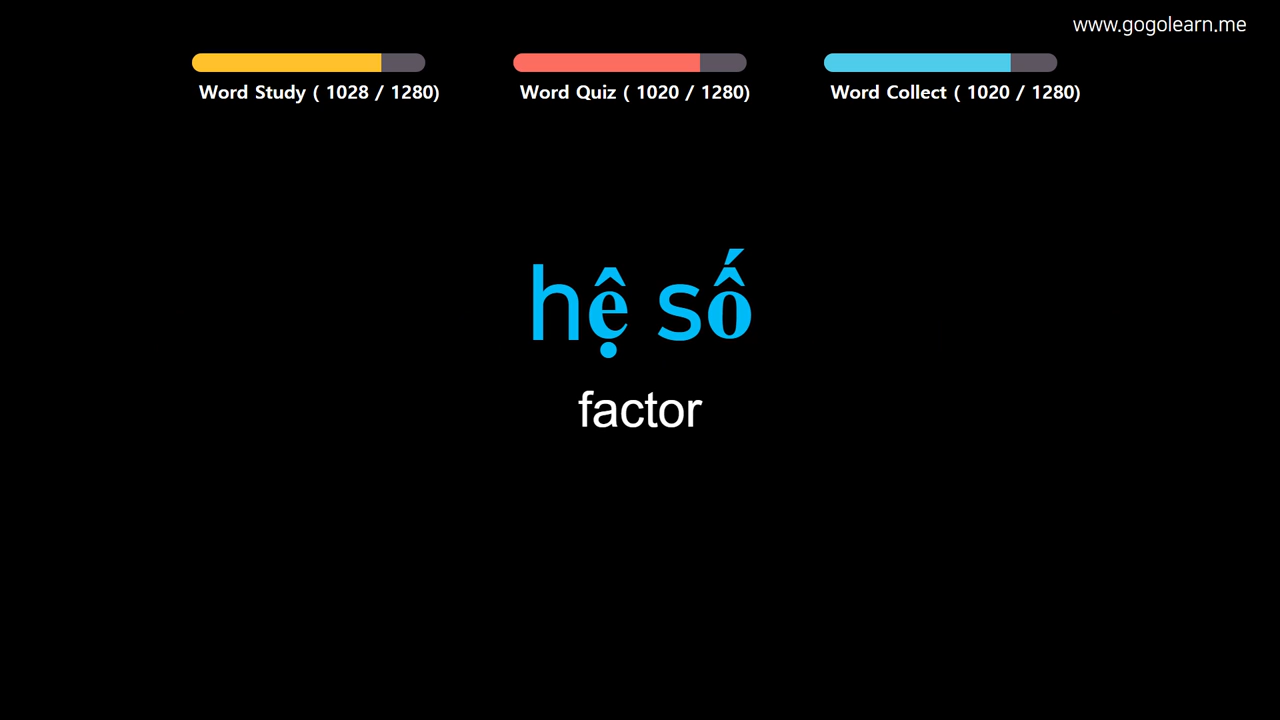 www.gogolearn.me
Word Study ( 1028 / 1280)
Word Quiz ( 1020 / 1280)
Word Collect ( 1020 / 1280)
hệ số
factor